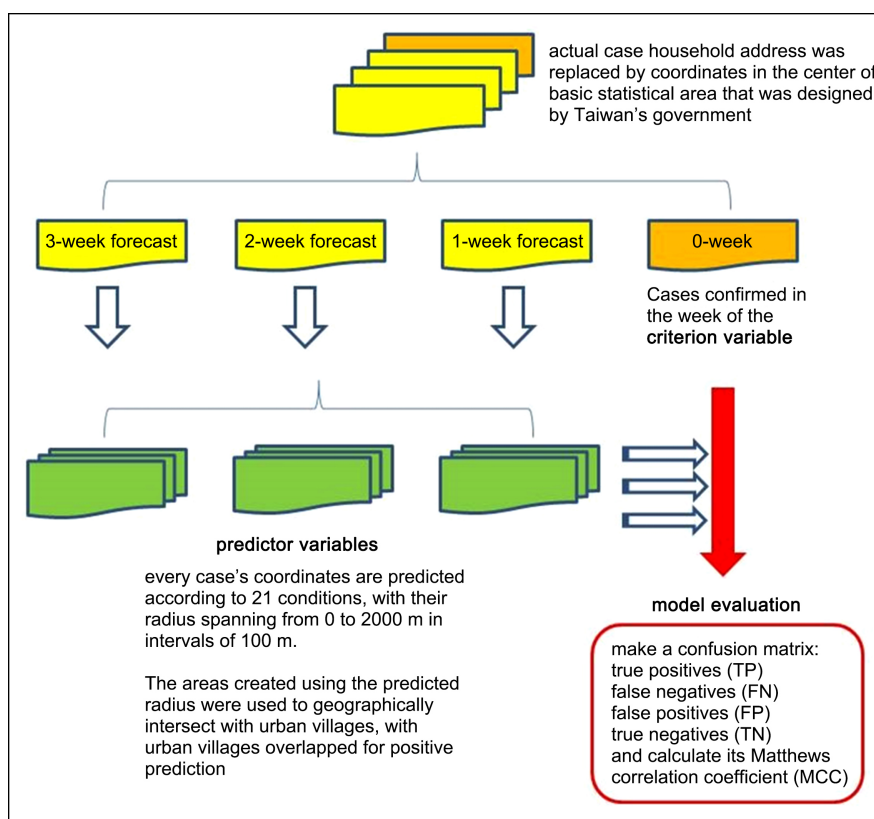 actual case household address was
replaced by coordinates in the center of
basic statistical area that was designed
by Taiwan's government
3-week forecast
2-week forecast
1-week forecast
0-week
Cases confirmed in
the week of the
criterion variable
predictor variables
every case's coordinates are predicted
according to 21 conditions, with their
radius spanning from 0 to 2000 m in
intervals of 100 m.
The areas created using the predicted
radius were used to geographically
intersect with urban villages, with
urban villages overlapped for positive
prediction
model evaluation
make a confusion matrix:
true positives (TP)
false negatives (FN)
false positives (FP)
true negatives (TN)
and calculate its Matthews
correlation coefficient (MCC)